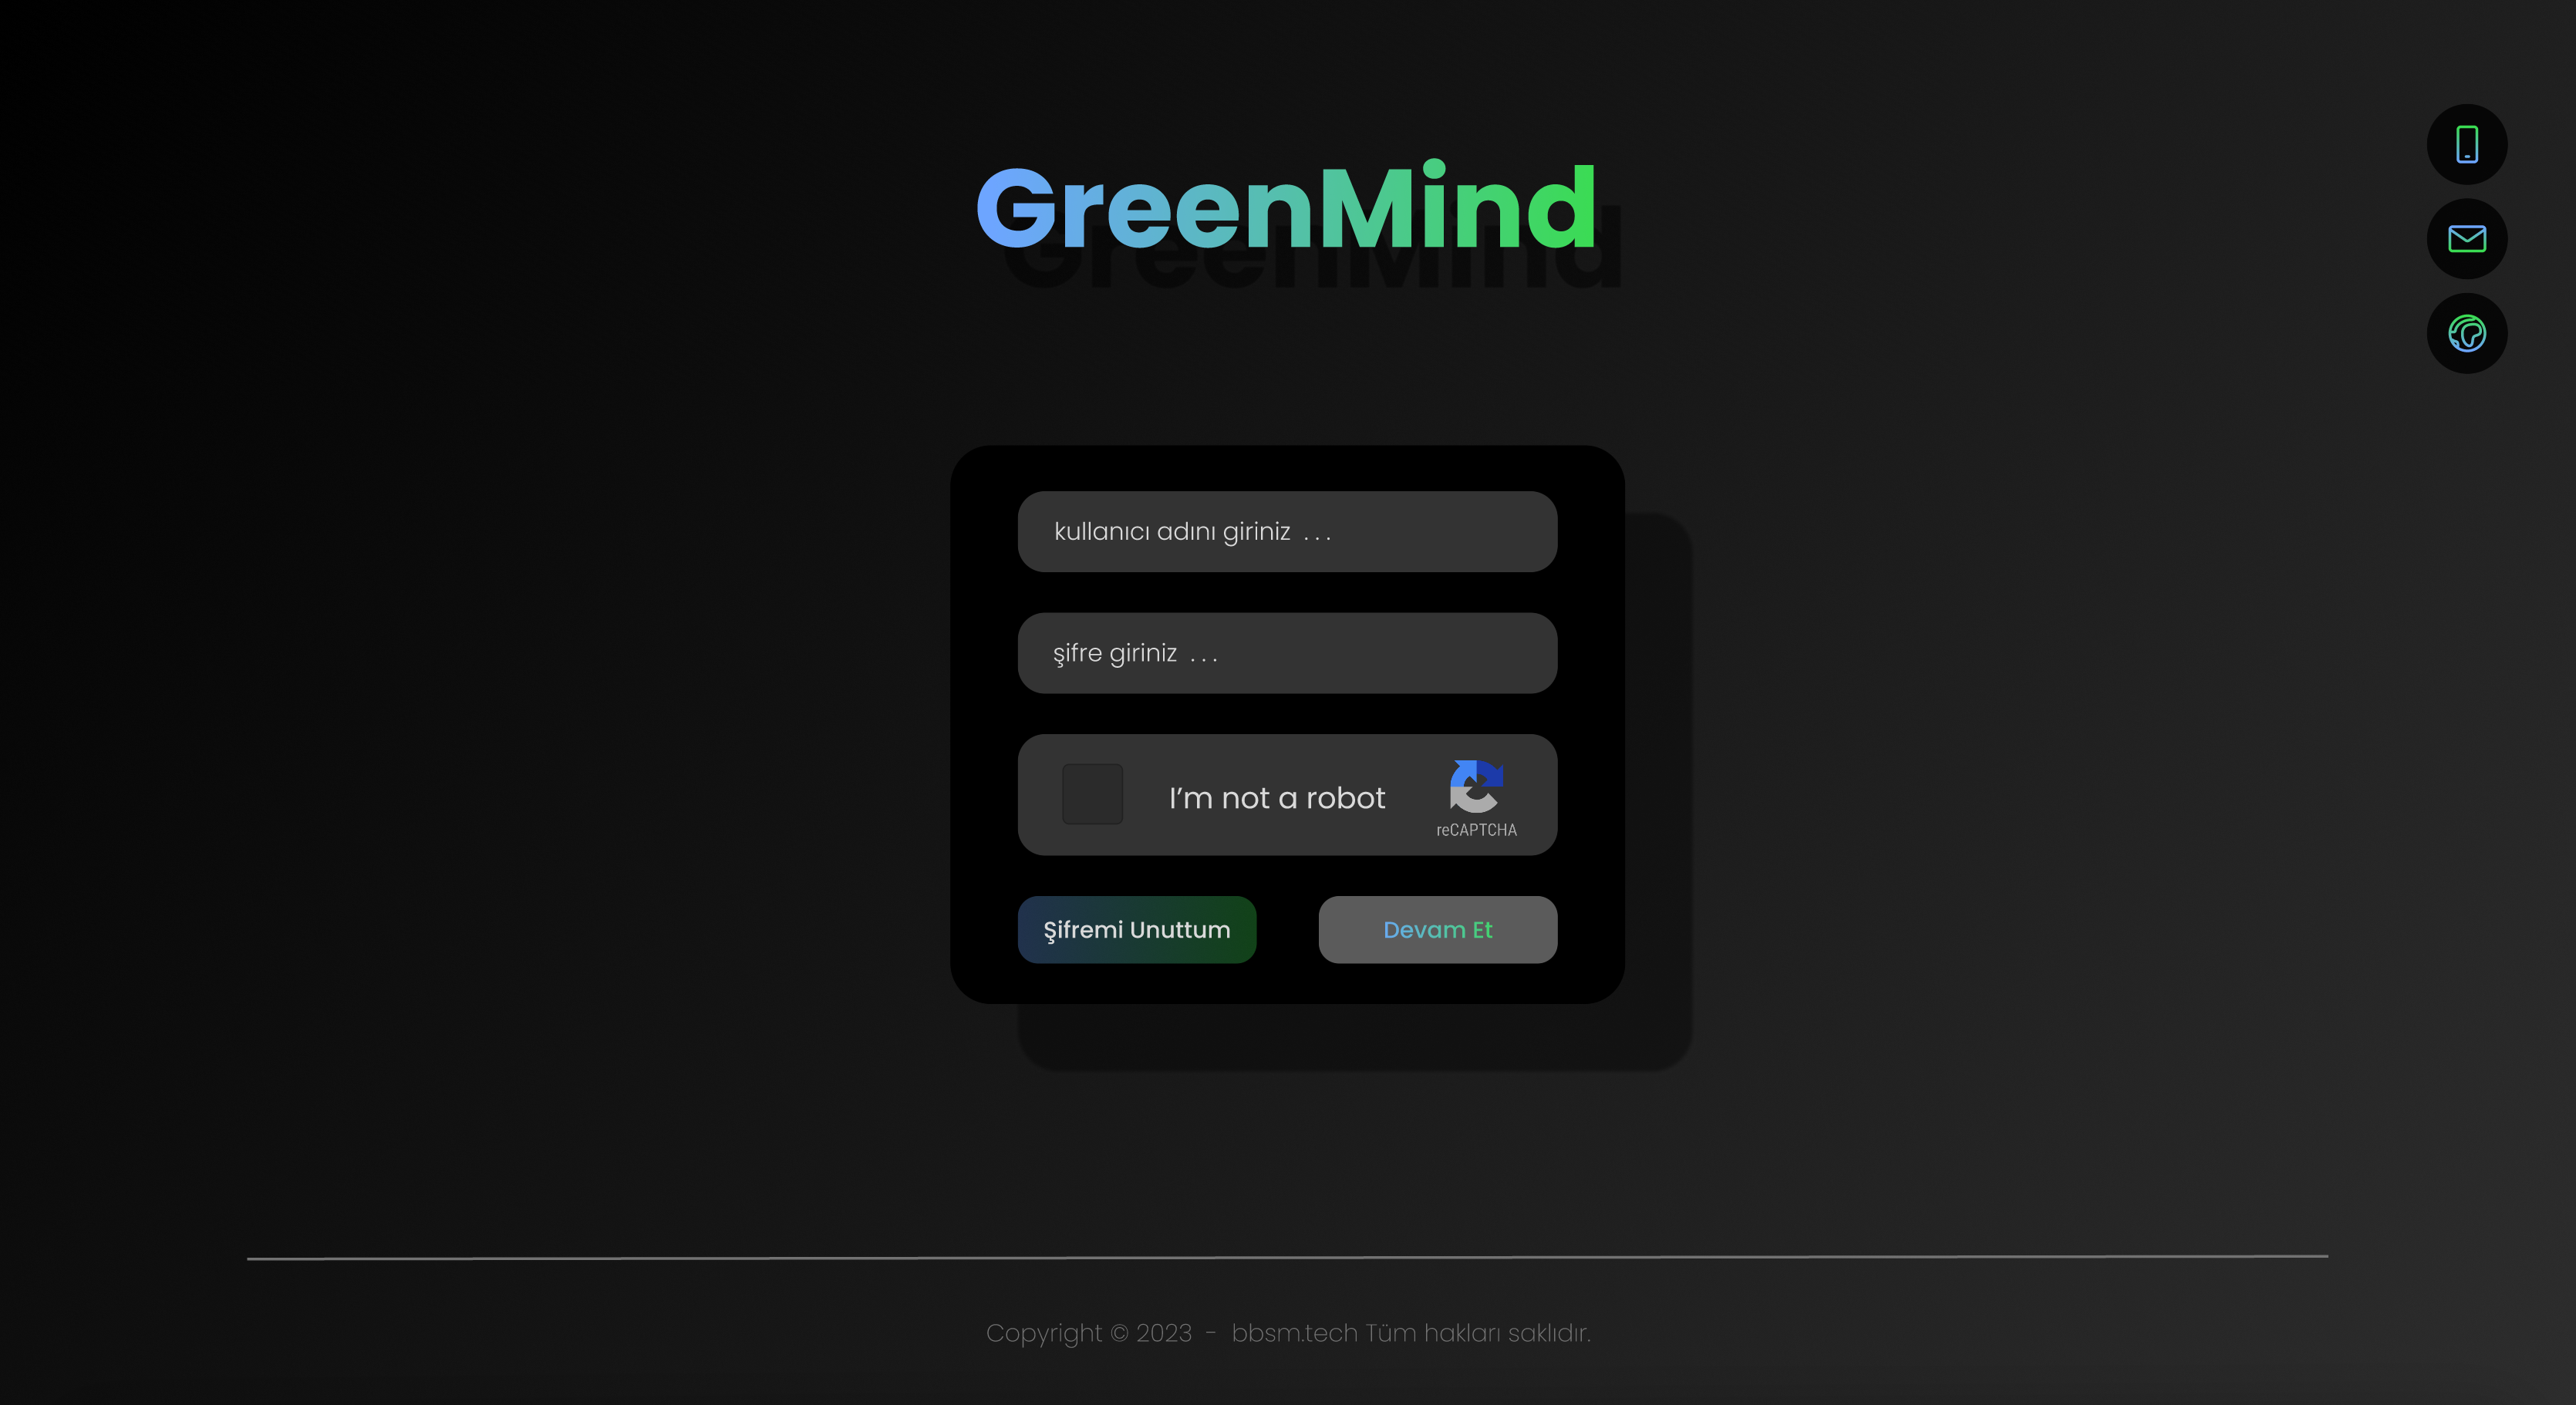 GreenMind
kullanıcı adını giriniz  . . .
şifre giriniz  . . .
I’m not a robot
reCAPTCHA
Şifremi Unuttum
Devam Et
Copyright © 2023  -  bbsm.tech Tüm hakları saklıdır.